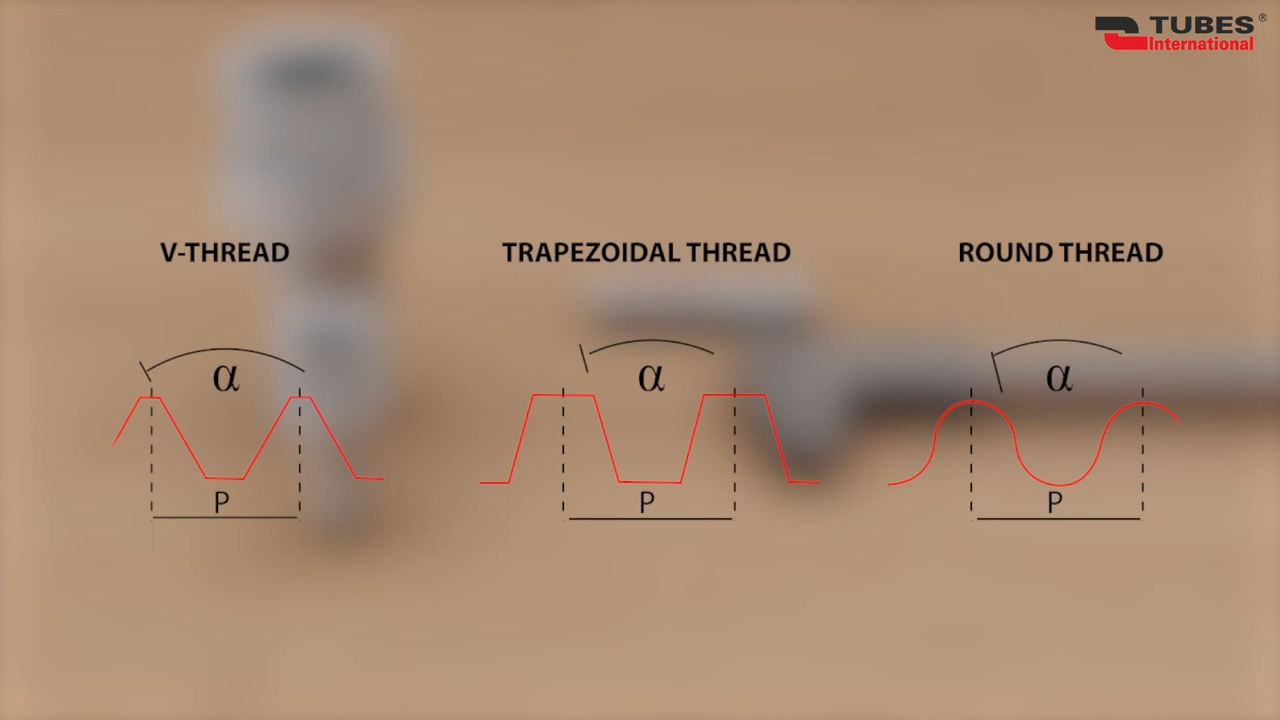 TUBES®
International
V-THREAD
TRAPEZOIDAL THREAD
ROUND THREAD
α
α
α
P
P
P